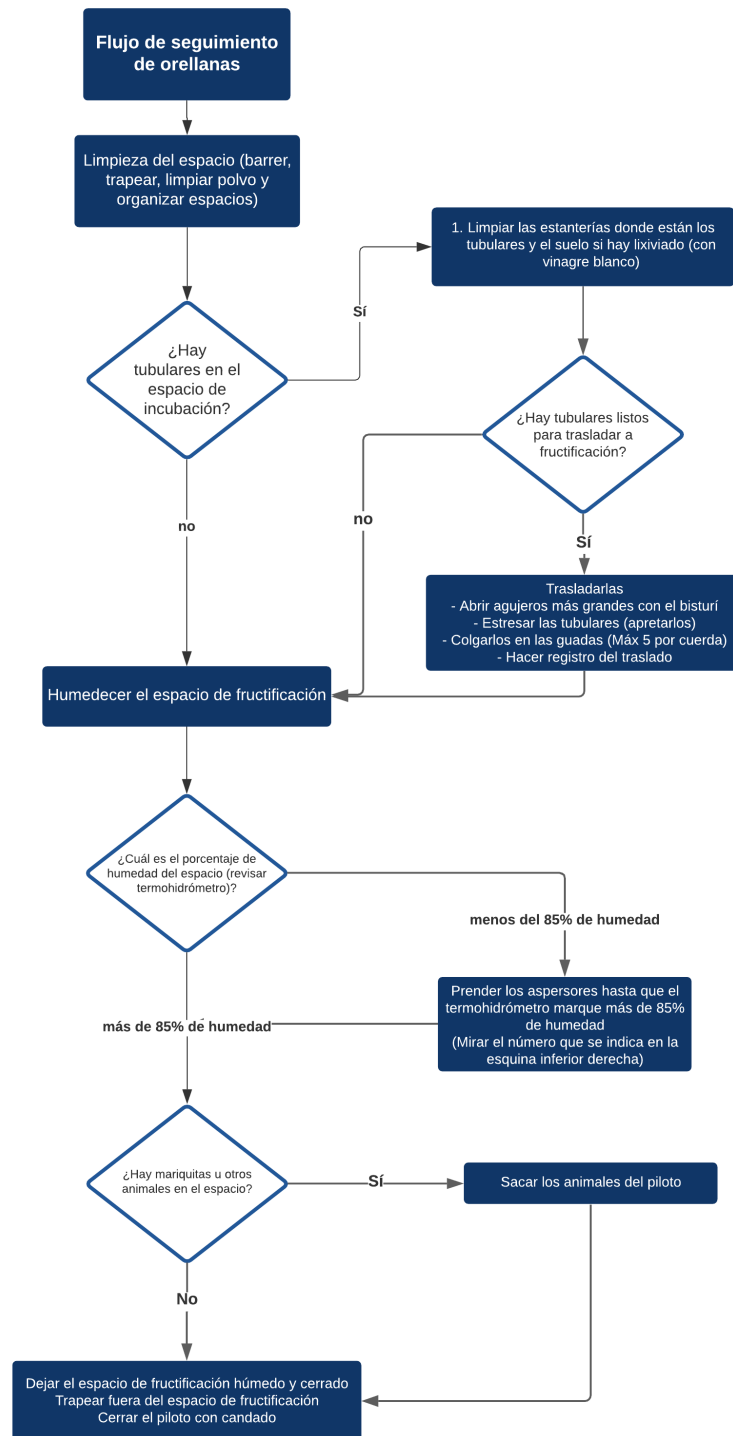 Flujo de seguimiento
de orellanas
Limpieza del espacio (barrer,
trapear, limpiar polvo y
organizar espacios)
1. Limpiar las estanterías donde están los
tubulares y el suelo si hay lixiviado (con
vinagre blanco)
Sí
¿Hay
tubulares en el
espacio de
incubación?
¿Hay tubulares listos
para trasladar a
fructificación?
no
no
Sí
Trasladarlas
- Abrir agujeros más grandes con el bisturí
- Estresar las tubulares (apretarlos)
- Colgarlos en las guadas (Máx 5 por cuerda)
- Hacer registro del traslado
Humedecer el espacio de fructificación
¿Cuál es el porcentaje de
humedad del espacio (revisar
termohidrómetro)?
menos del 85% de humedad
Prender los aspersores hasta que el
termohidrómetro marque más de 85%
de humedad
(Mirar el número que se indica en la
esquina inferior derecha)
más de 85% de humedad
¿Hay mariquitas u otros
animales en el espacio?
Sí
Sacar los animales del piloto
No
Dejar el espacio de fructificación húmedo y cerrado
Trapear fuera del espacio de fructificación
Cerrar el piloto con candado